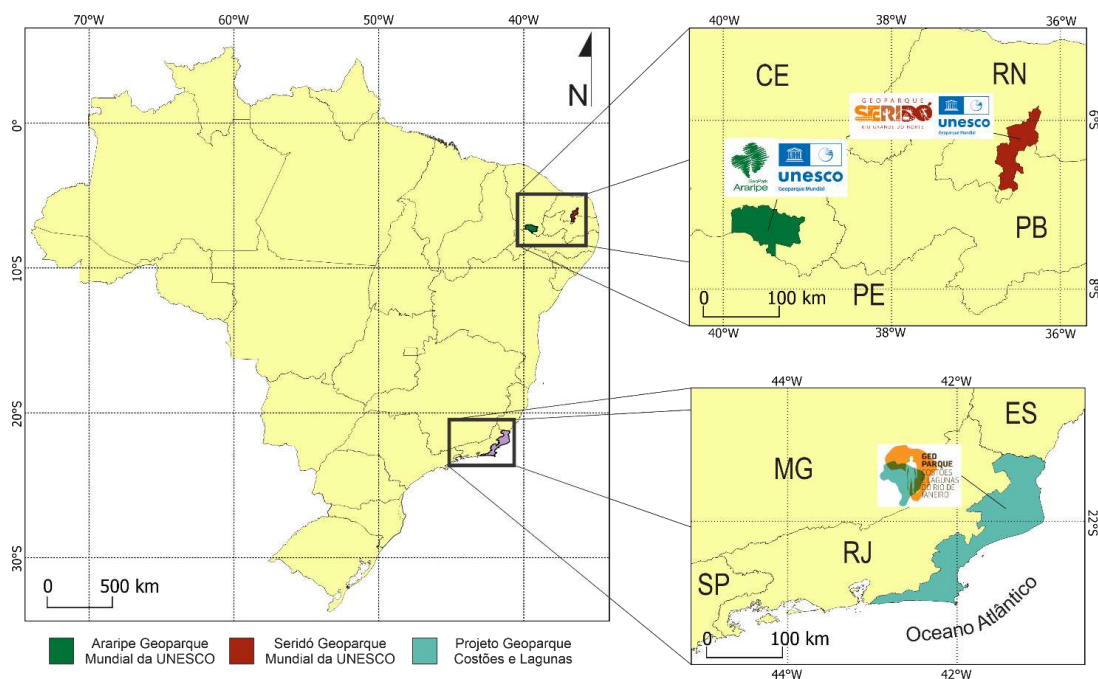 70°W
60°W
50°W
40°W
0°
10°S
20°S
30°S
N
0 500 km
40°W
38°W
36°W
CE
RN
GEOPARQUE
SERIDÓ
RIO GRANDE DO NORTE
unesco
Geoparque Mundial
6°S
GeoPark
Araripe
unesco
Geoparque Mundial
PB
PE
8°S
0 100 km
40°W
38°W
36°W
44°W
42°W
ES
MG
GEO
PARQUE
COSTÕES
E LAGUNAS
DO RIO DE
JANEIRO
22°S
RJ
SP
Oceano Atlântico
0 100 km
44°W
42°W
Araripe Geoparque
Mundial da UNESCO
Seridó Geoparque
Mundial da UNESCO
Projeto Geoparque
Costões e Lagunas